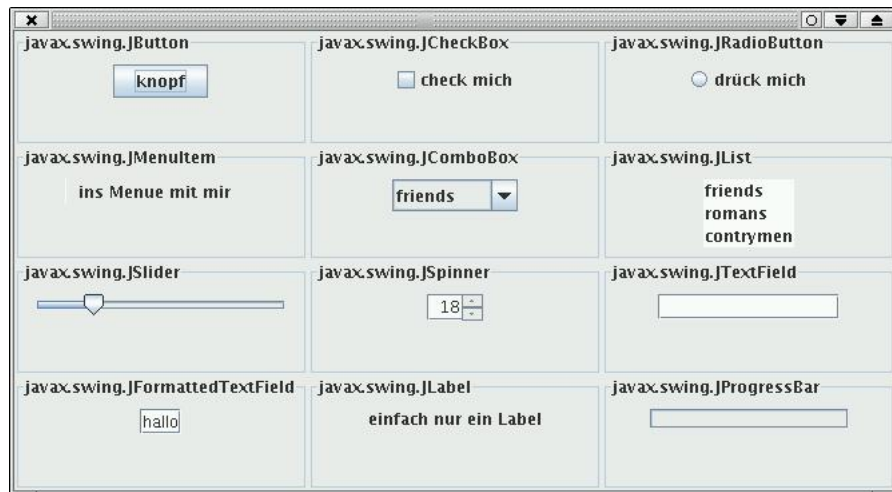 javax.swing.JButton
javax.swing.JCheckBox
javax.swing.JRadioButton
knopf
check mich
drück mich
javax.swing.JMenuItem
javax.swing.JComboBox
javax.swing.JList
ins Menue mit mir
friends
friends
romans
contrymen
javax.swing.JSlider
javax.swing.JSpinner
javax.swing.JTextField
18
javax.swing.JFormattedTextField
javax.swing.JLabel
javax.swing.JProgressBar
hallo
einfach nur ein Label